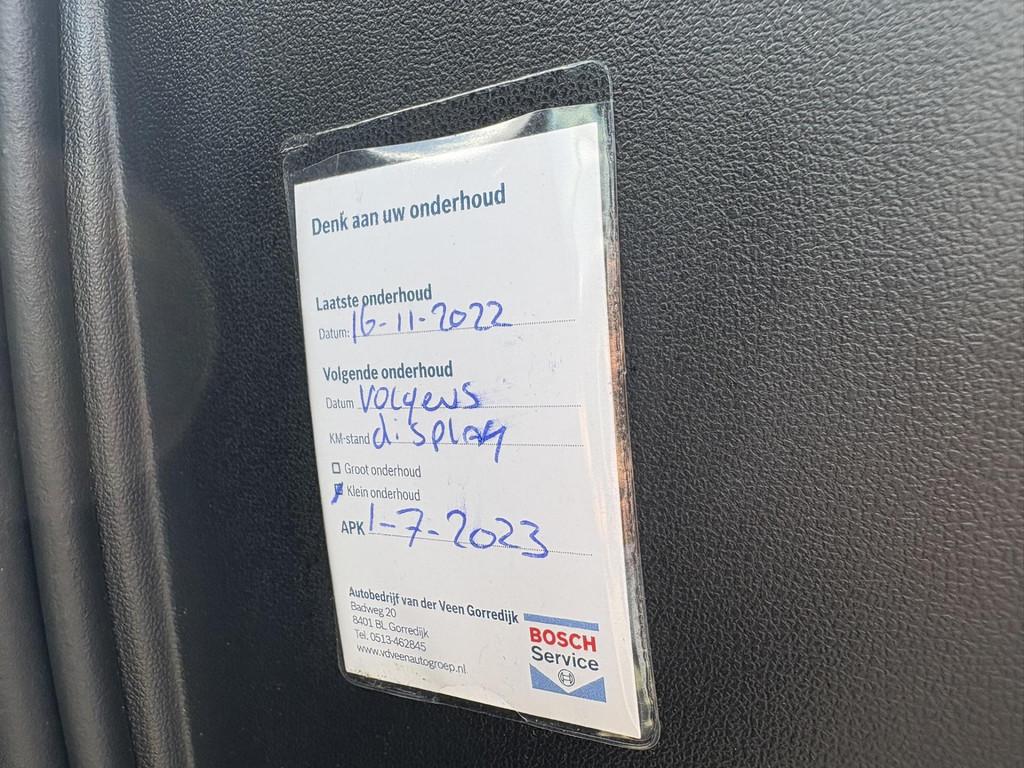 Denk aan uw onderhoud
Laatste onderhoud
Datum: 16-11-2022
Volgende onderhoud
Datum volgens
KM-stand display
Groot onderhoud
Klein onderhoud
APK 1-7-2023
Autobedrijf van der Veen Gorredijk
Badweg 20
8401 BL Gorredijk
Tel. 0513-462845
www.vdveenautogroep.nl
BOSCH
Service